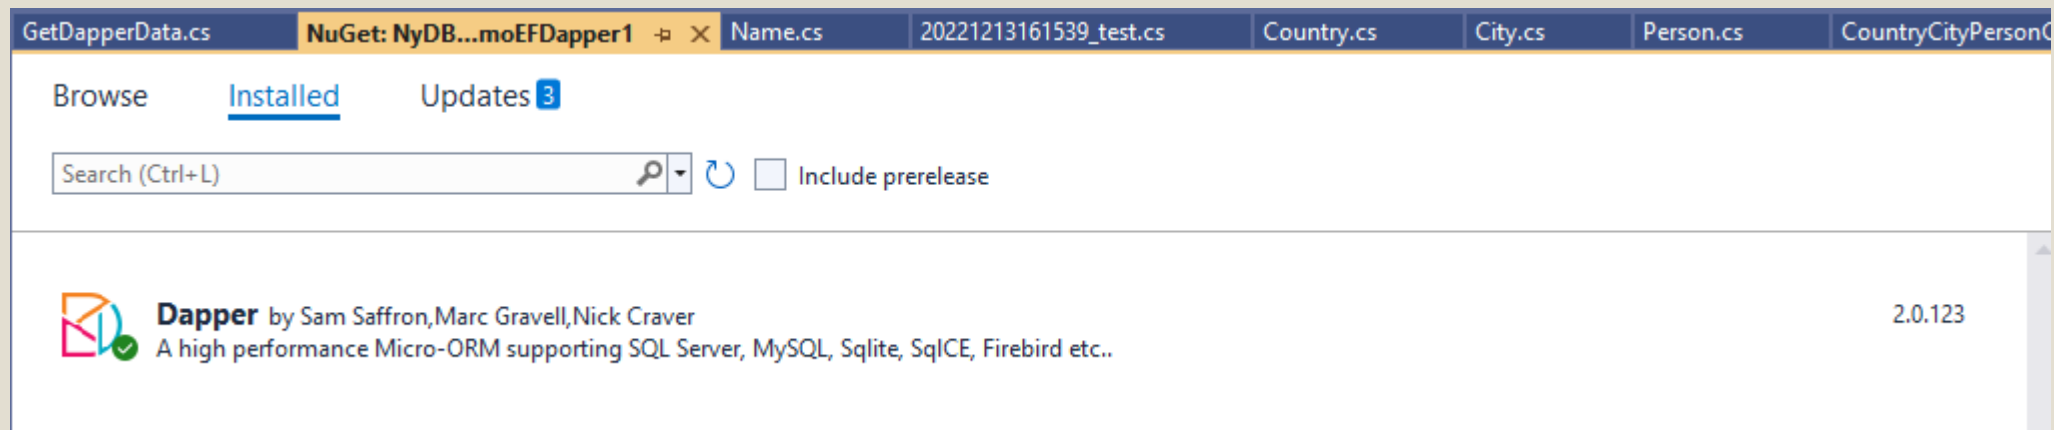 GetDapperData.cs NuGet: NyDB...moEFDapper1 Name.cs 20221213161539_test.cs Country.cs City.cs Person.cs CountryCityPersonC
Browse Installed Updates 3
Search (Ctrl+L) Include prerelease
Dapper by Sam Saffron,Marc Gravell,Nick Craver 2.0.123
A high performance Micro-ORM supporting SQL Server, MySQL, Sqlite, SqlCE, Firebird etc..